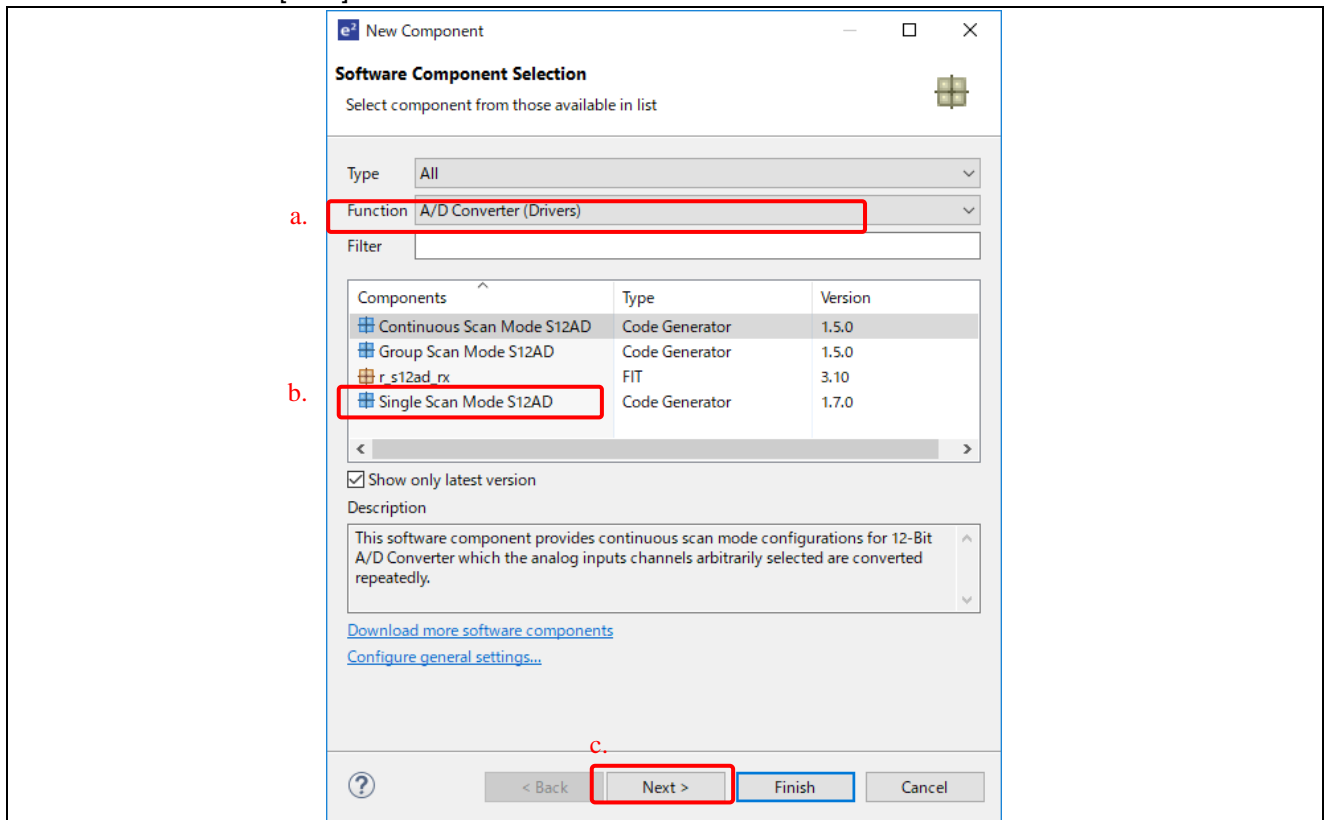 e² New Component
Software Component Selection
Select component from those available in list
Type All
a. Function A/D Converter (Drivers)
Filter
Components Type Version
Continuous Scan Mode S12AD Code Generator 1.5.0
Group Scan Mode S12AD Code Generator 1.5.0
r_s12ad_rx FIT 3.10
b. Single Scan Mode S12AD Code Generator 1.7.0
Show only latest version
Description
This software component provides continuous scan mode configurations for 12-Bit
A/D Converter which the analog inputs channels arbitrarily selected are converted
repeatedly.
Download more software components
Configure general settings...
c.
? < Back Next > Finish Cancel